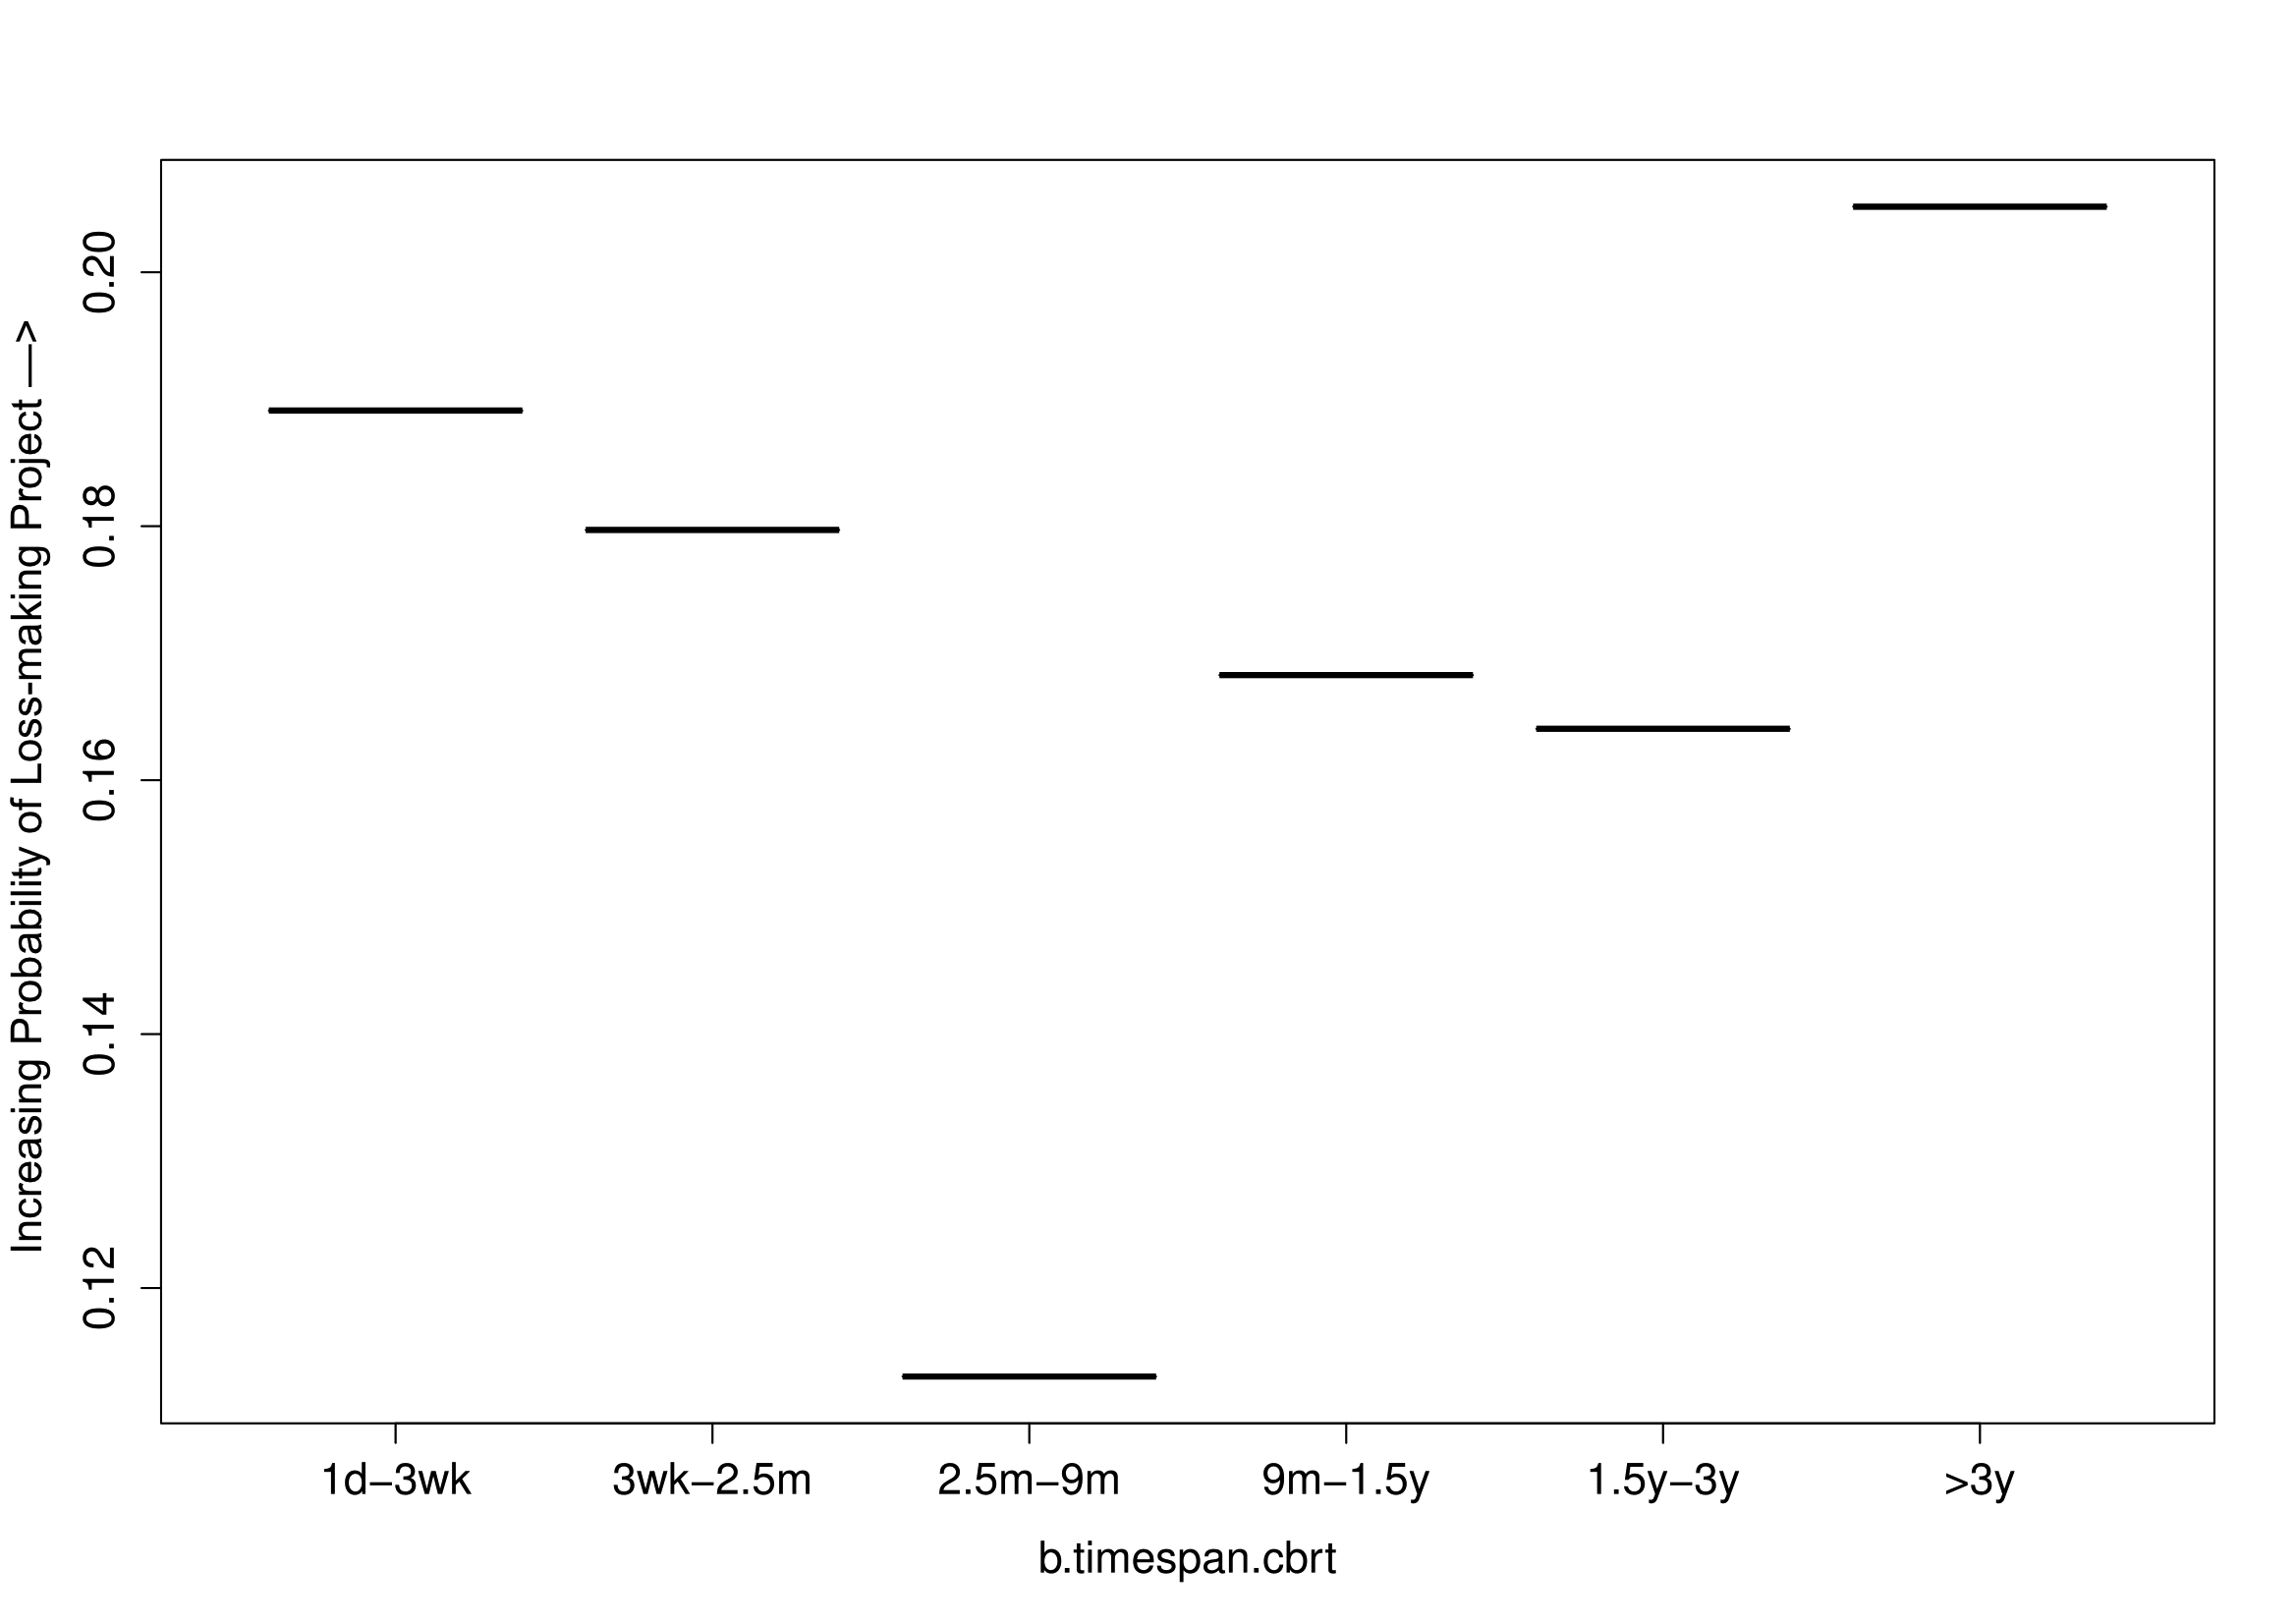 Increasing Probability of Loss-making Project —>
0.20
0.18
0.16
0.14
0.12
1d−3wk 3wk−2.5m 2.5m−9m 9m−1.5y 1.5y−3y >3y
b.timespan.cbrt